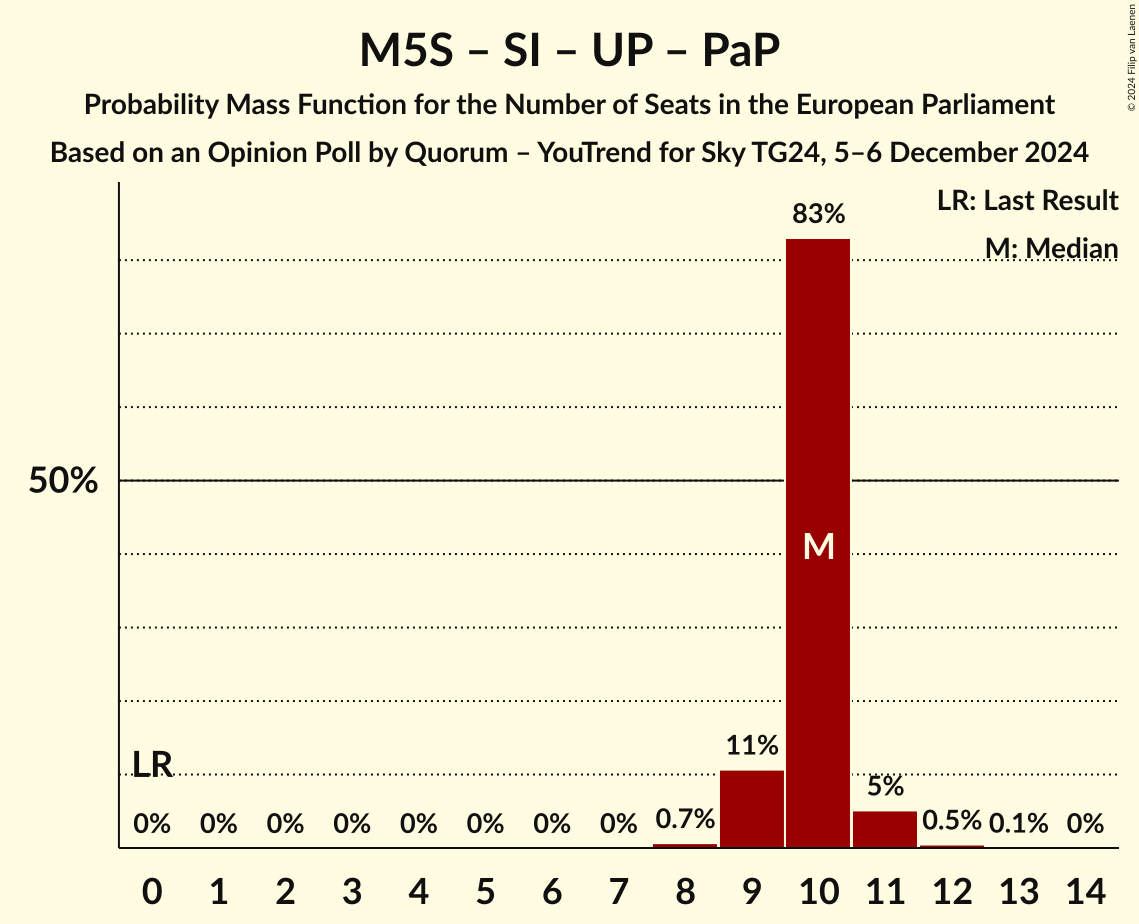 M5S – SI – UP – PaP
Probability Mass Function for the Number of Seats in the European Parliament
Based on an Opinion Poll by Quorum – YouTrend for Sky TG24, 5–6 December 2024
© 2024 Filip van Laenen
LR: Last Result
M: Median
83%
50%
M
11%
LR
5%
0% 0% 0% 0% 0% 0% 0% 0% 0.7% 0.5% 0.1% 0%
0 1 2 3 4 5 6 7 8 9 10 11 12 13 14